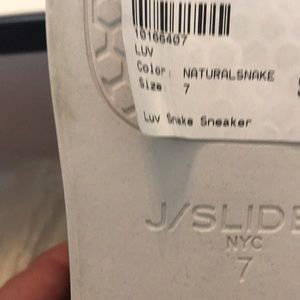 10166407
LUV
Color: NATURALSNAKE
Size 7
Luv Snake Sneaker
J/SLIDE
NYC
7